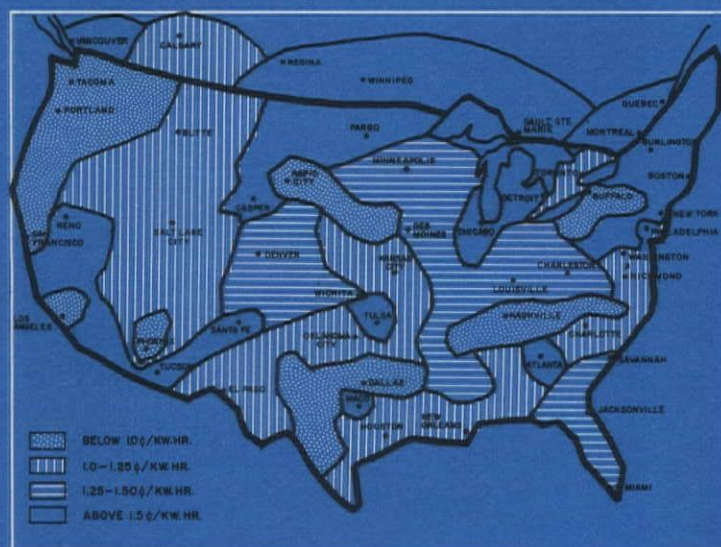 VANCOUVER
CALGARY
REGINA
WINNIPEG
TACOMA
PORTLAND
BUTTE
FARGO
SAULT STE
MARIE
QUEBEC
MONTREAL
BURLINGTON
MINNEAPOLIS
TORONTO
BOSTON
RAPID
CITY
DETROIT
BUFFALO
CASPER
NEW YORK
RENO
SALT LAKE
CITY
DES
MOINES
CHICAGO
PHILADELPHIA
SAN
FRANCISCO
DENVER
KANSAS
CITY
CHARLESTON
WASHINGTON
RICHMOND
LOUISVILLE
WICHITA
LOS
ANGELES
SANTA FE
TULSA
NASHVILLE
OKLAHOMA
CITY
CHARLOTTE
PHOENIX
TUCSON
ATLANTA
SAVANNAH
EL PASO
DALLAS
WACO
JACKSONVILLE
HOUSTON
NEW
ORLEANS
MIAMI
BELOW 1.0¢/KW.HR.
1.0–1.25¢/KW.HR.
1.25–1.50¢/KW.HR.
ABOVE 1.5¢/KW.HR.